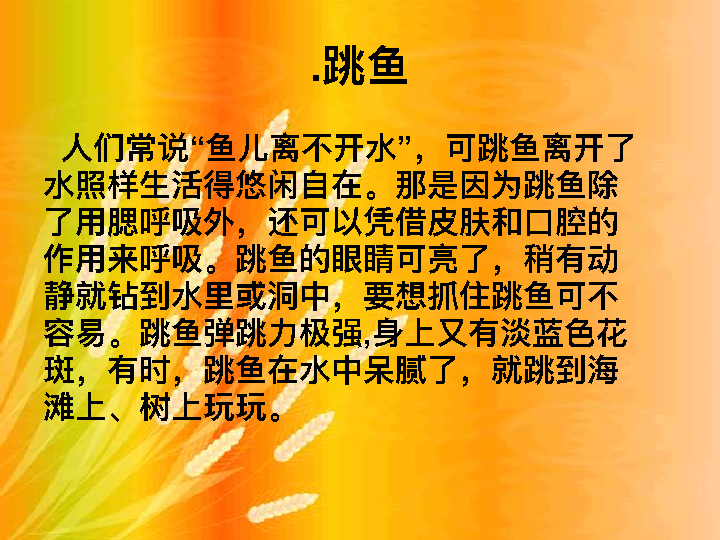 .跳鱼
人们常说“鱼儿离不开水”，可跳鱼离开了
水照样生活得悠闲自在。那是因为跳鱼除
了用腮呼吸外，还可以凭借皮肤和口腔的
作用来呼吸。跳鱼的眼睛可亮了，稍有动
静就钻到水里或洞中，要想抓住跳鱼可不
容易。跳鱼弹跳力极强,身上又有淡蓝色花
斑，有时，跳鱼在水中呆腻了，就跳到海
滩上、树上玩玩。